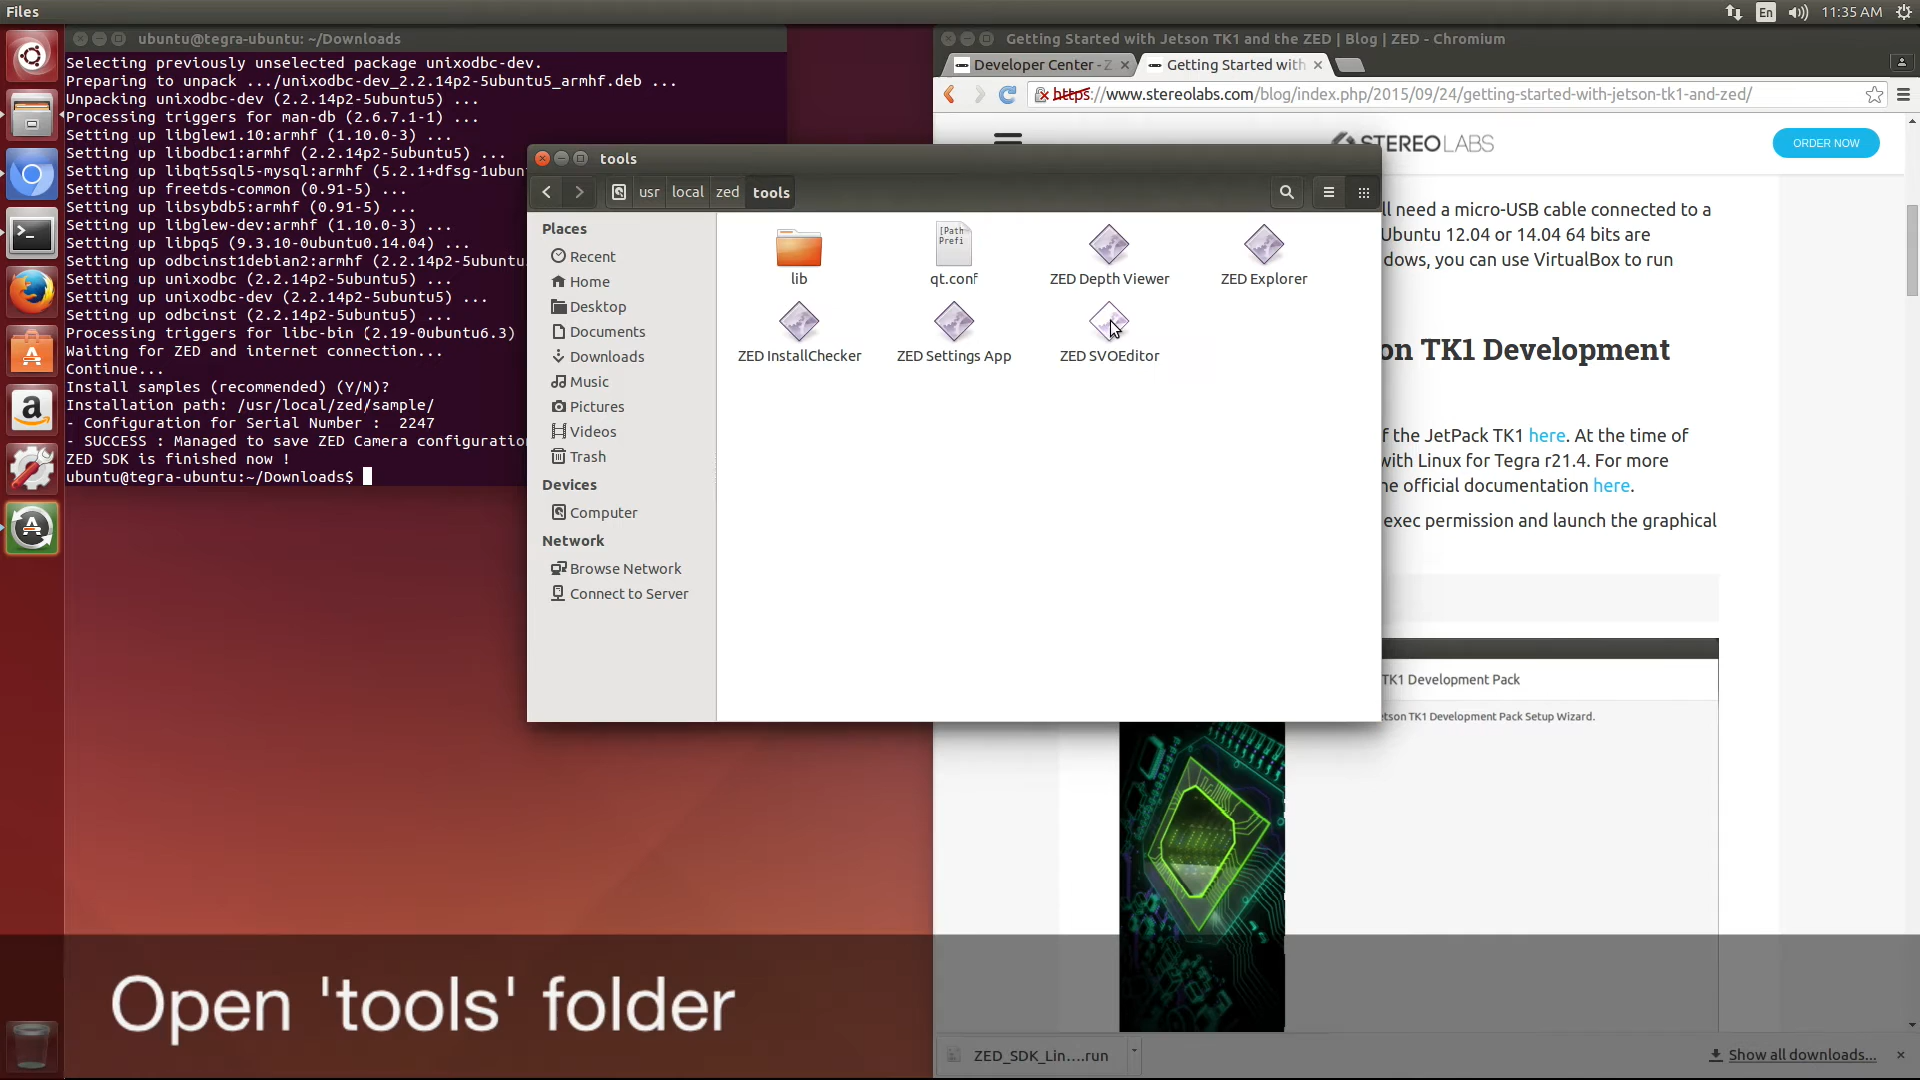 Files
En
11:35 AM
ubuntu@tegra-ubuntu: ~/Downloads
Selecting previously unselected package unixodbc-dev.
Preparing to unpack .../unixodbc-dev_2.2.14p2-5ubuntu5_armhf.deb ...
Unpacking unixodbc-dev (2.2.14p2-5ubuntu5) ...
Processing triggers for man-db (2.6.7.1-1) ...
Setting up libglew1.10:armhf (1.10.0-3) ...
Setting up libodbc1:armhf (2.2.14p2-5ubuntu5) ...
Setting up libqt5sql5-mysql:armhf (5.2.1+dfsg-1ubun
Setting up freetds-common (0.91-5) ...
Setting up libsybdb5:armhf (0.91-5) ...
Setting up libglew-dev:armhf (1.10.0-3) ...
Setting up libpq5 (9.3.10-0ubuntu0.14.04) ...
Setting up odbcinst1debian2:armhf (2.2.14p2-5ubuntu
Setting up unixodbc (2.2.14p2-5ubuntu5) ...
Setting up unixodbc-dev (2.2.14p2-5ubuntu5) ...
Setting up odbcinst (2.2.14p2-5ubuntu5) ...
Processing triggers for libc-bin (2.19-0ubuntu6.3)
Waiting for ZED and internet connection...
Continue...
Install samples (recommended) (Y/N)?
Installation path: /usr/local/zed/sample/
- Configuration for Serial Number :  2247
- SUCCESS : Managed to save ZED Camera configuratio
ZED SDK is finished now !
ubuntu@tegra-ubuntu:~/Downloads$
tools
usr local zed tools
Places
Recent
Home
Desktop
Documents
Downloads
Music
Pictures
Videos
Trash
Devices
Computer
Network
Browse Network
Connect to Server
lib
[Path
Prefi
qt.conf
ZED Depth Viewer
ZED Explorer
ZED InstallChecker
ZED Settings App
ZED SVOEditor
Getting Started with Jetson TK1 and the ZED | Blog | ZED - Chromium
Developer Center - Z
Getting Started with
https://www.stereolabs.com/blog/index.php/2015/09/24/getting-started-with-jetson-tk1-and-zed/
STEREOLABS
ORDER NOW
ll need a micro-USB cable connected to a
Ubuntu 12.04 or 14.04 64 bits are
dows, you can use VirtualBox to run
on TK1 Development
f the JetPack TK1 here. At the time of
with Linux for Tegra r21.4. For more
ne official documentation here.
exec permission and launch the graphical
TK1 Development Pack
etson TK1 Development Pack Setup Wizard.
ZED_SDK_Lin....run
Show all downloads...
Open 'tools' folder